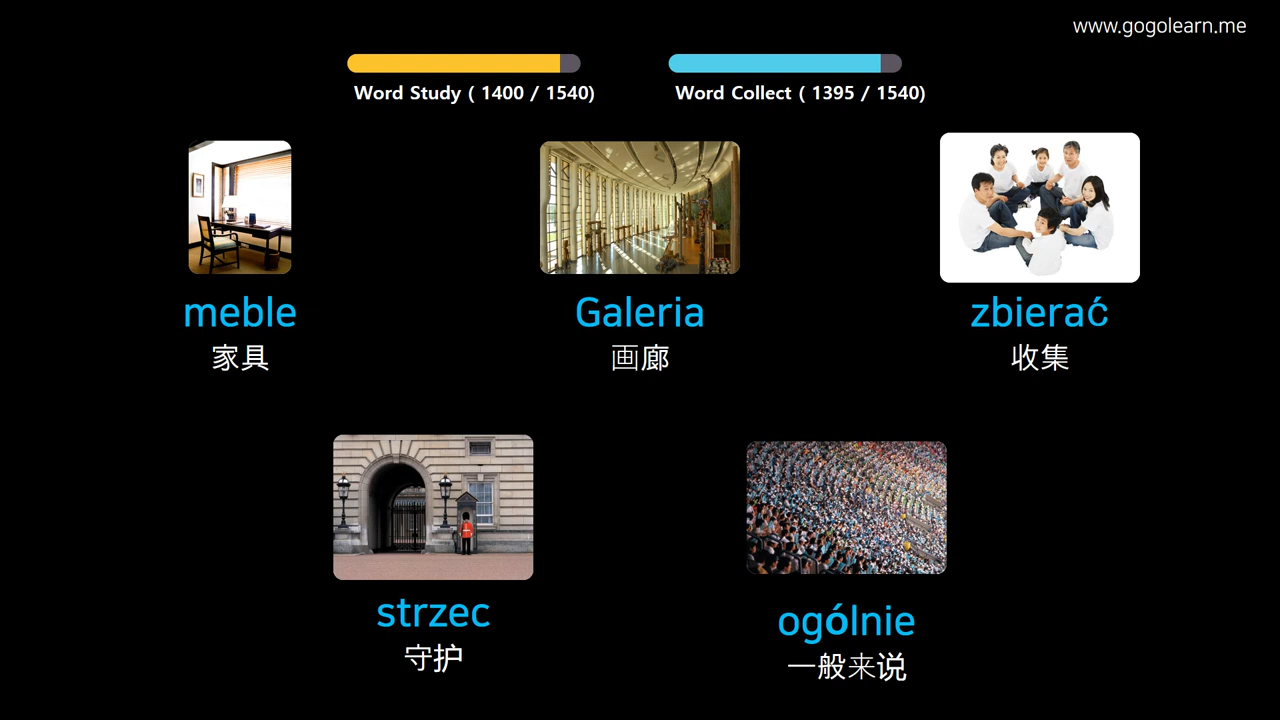 www.gogolearn.me
Word Study ( 1400 / 1540)
Word Collect ( 1395 / 1540)
meble
家具
Galeria
画廊
zbierać
收集
strzec
守护
ogólnie
一般来说